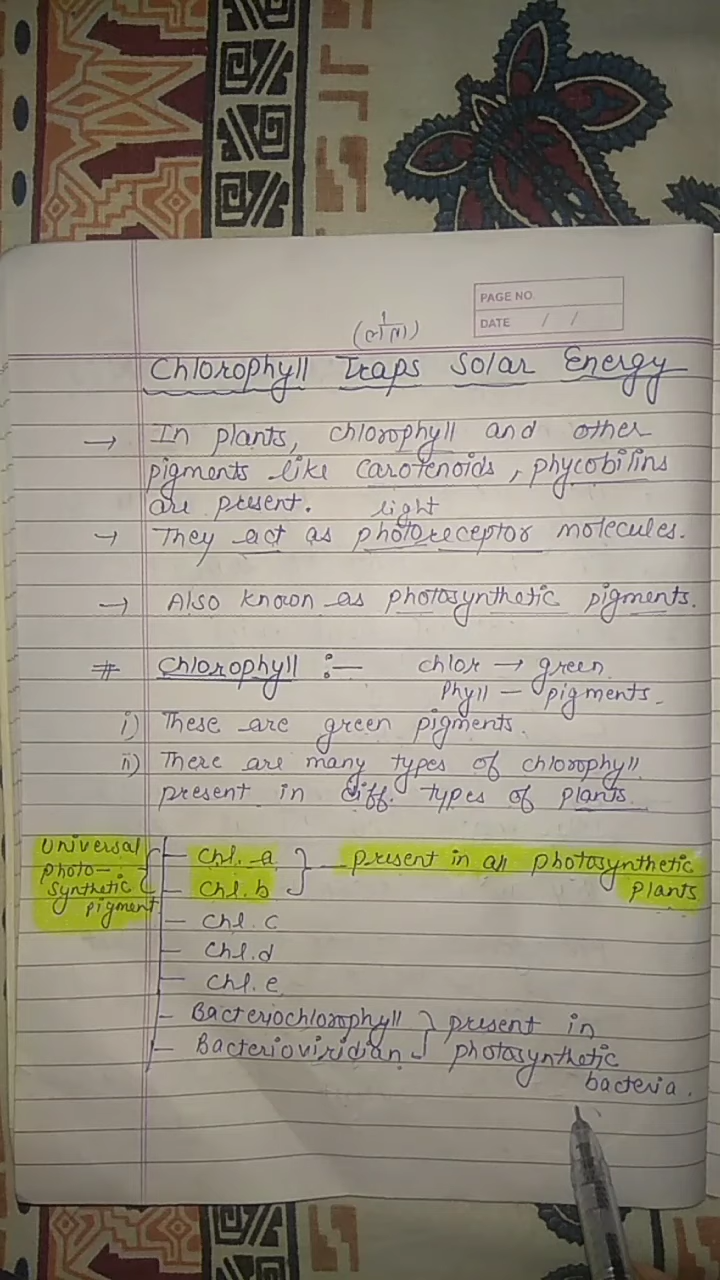 PAGE NO.
DATE / /
Chlorophyll Traps Solar Energy
→ In plants, chlorophyll and other
pigments like carotenoids, phycobilins
are present.
light
→ They act as photoreceptor molecules.
→ Also known as photosynthetic pigments.
# Chlorophyll :— chlor → green
Phyll — pigments.
i) These are green pigments.
ii) There are many types of chlorophyll
present in diff. types of plants.
Universal
photo-
synthetic
pigment
— Chl. a
— Chl. b
present in all photosynthetic
plants
— Chl. c
— Chl. d
— Chl. e
— Bacteriochlorophyll
— Bacterioviridian
present in
photosynthetic
bacteria.